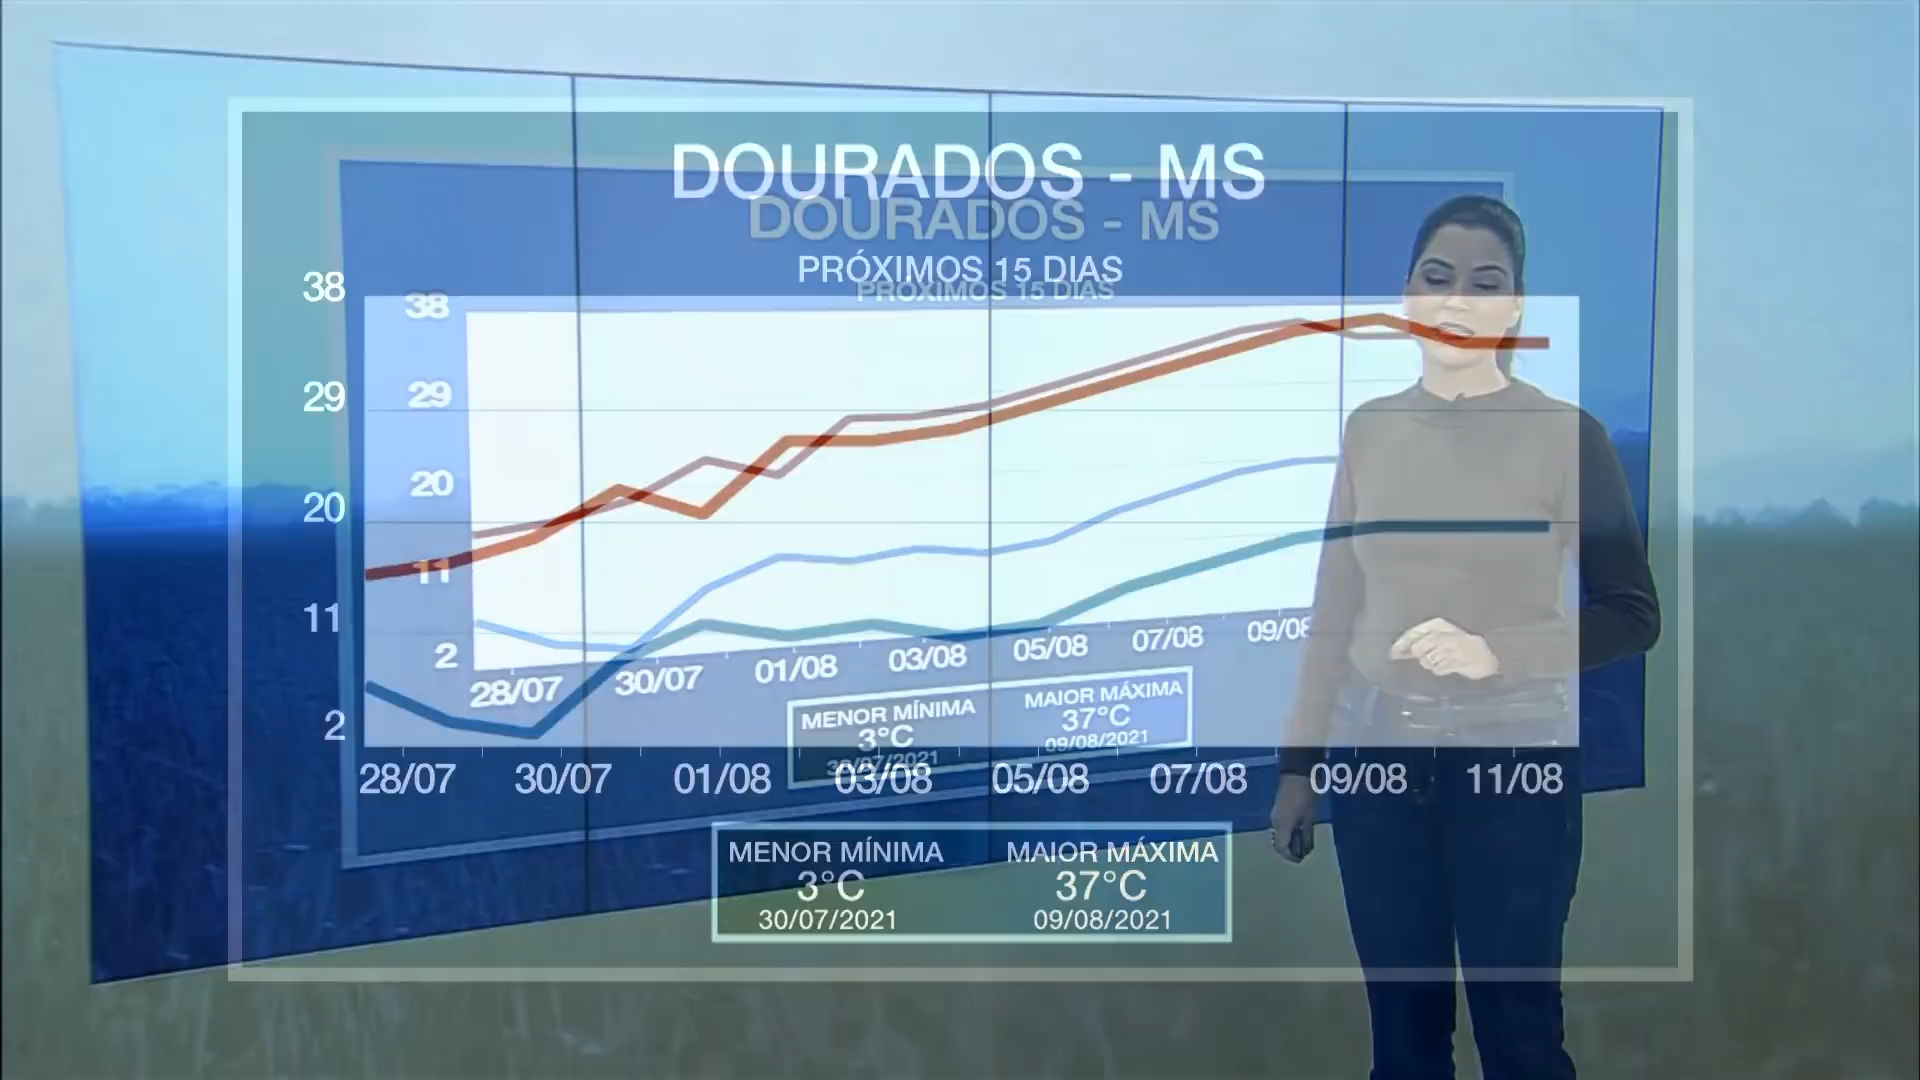 DOURADOS - MS
DOURADOS - MS
PRÓXIMOS 15 DIAS
PRÓXIMOS 15 DIAS
38
29
20
11
2
38
29
20
11
2
28/07 30/07 01/08 03/08 05/08 07/08 09/08
MENOR MÍNIMA MAIOR MÁXIMA
3°C 37°C
30/07/2021 09/08/2021
28/07 30/07 01/08 03/08 05/08 07/08 09/08 11/08
MENOR MÍNIMA MAIOR MÁXIMA
3°C 37°C
30/07/2021 09/08/2021